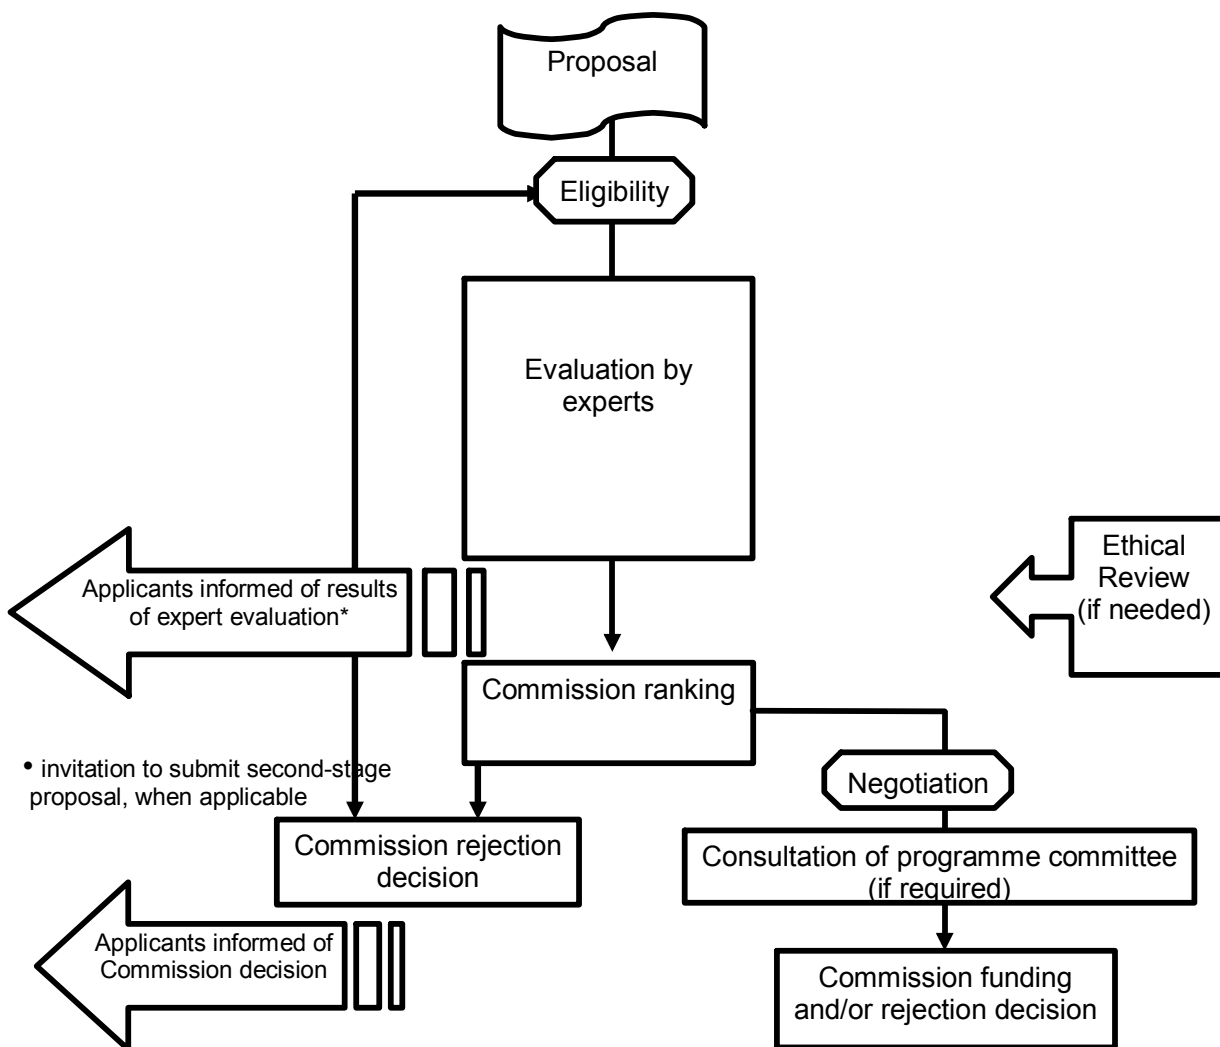 Proposal
Eligibility
Evaluation by
experts
Ethical
Review
(if needed)
Applicants informed of results
of expert evaluation*
Commission ranking
• invitation to submit second-stage
proposal, when applicable
Negotiation
Commission rejection
decision
Consultation of programme committee
(if required)
Applicants informed of
Commission decision
Commission funding
and/or rejection decision